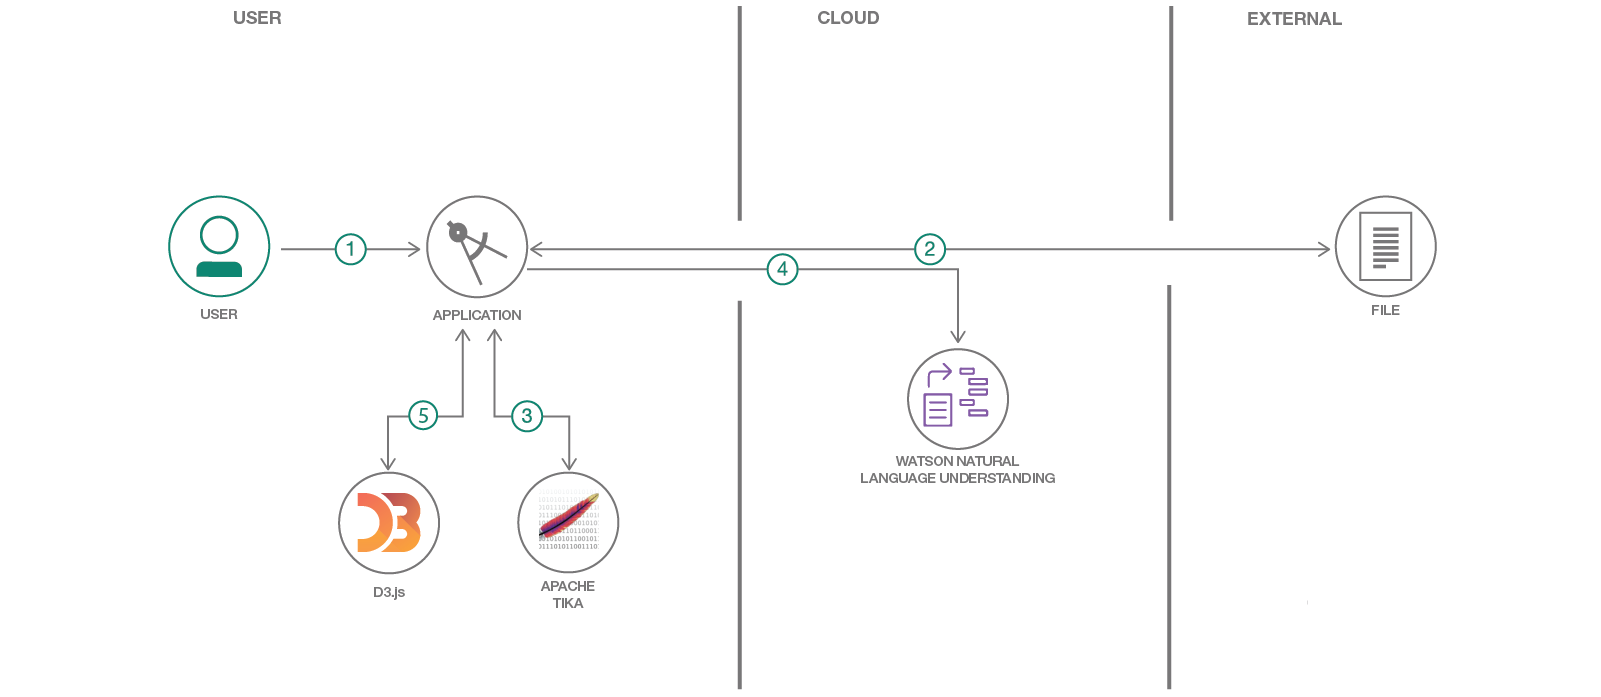 USER
CLOUD
EXTERNAL
1
2
4
USER
APPLICATION
FILE
5
3
WATSON NATURAL
LANGUAGE UNDERSTANDING
D3.js
APACHE
TIKA